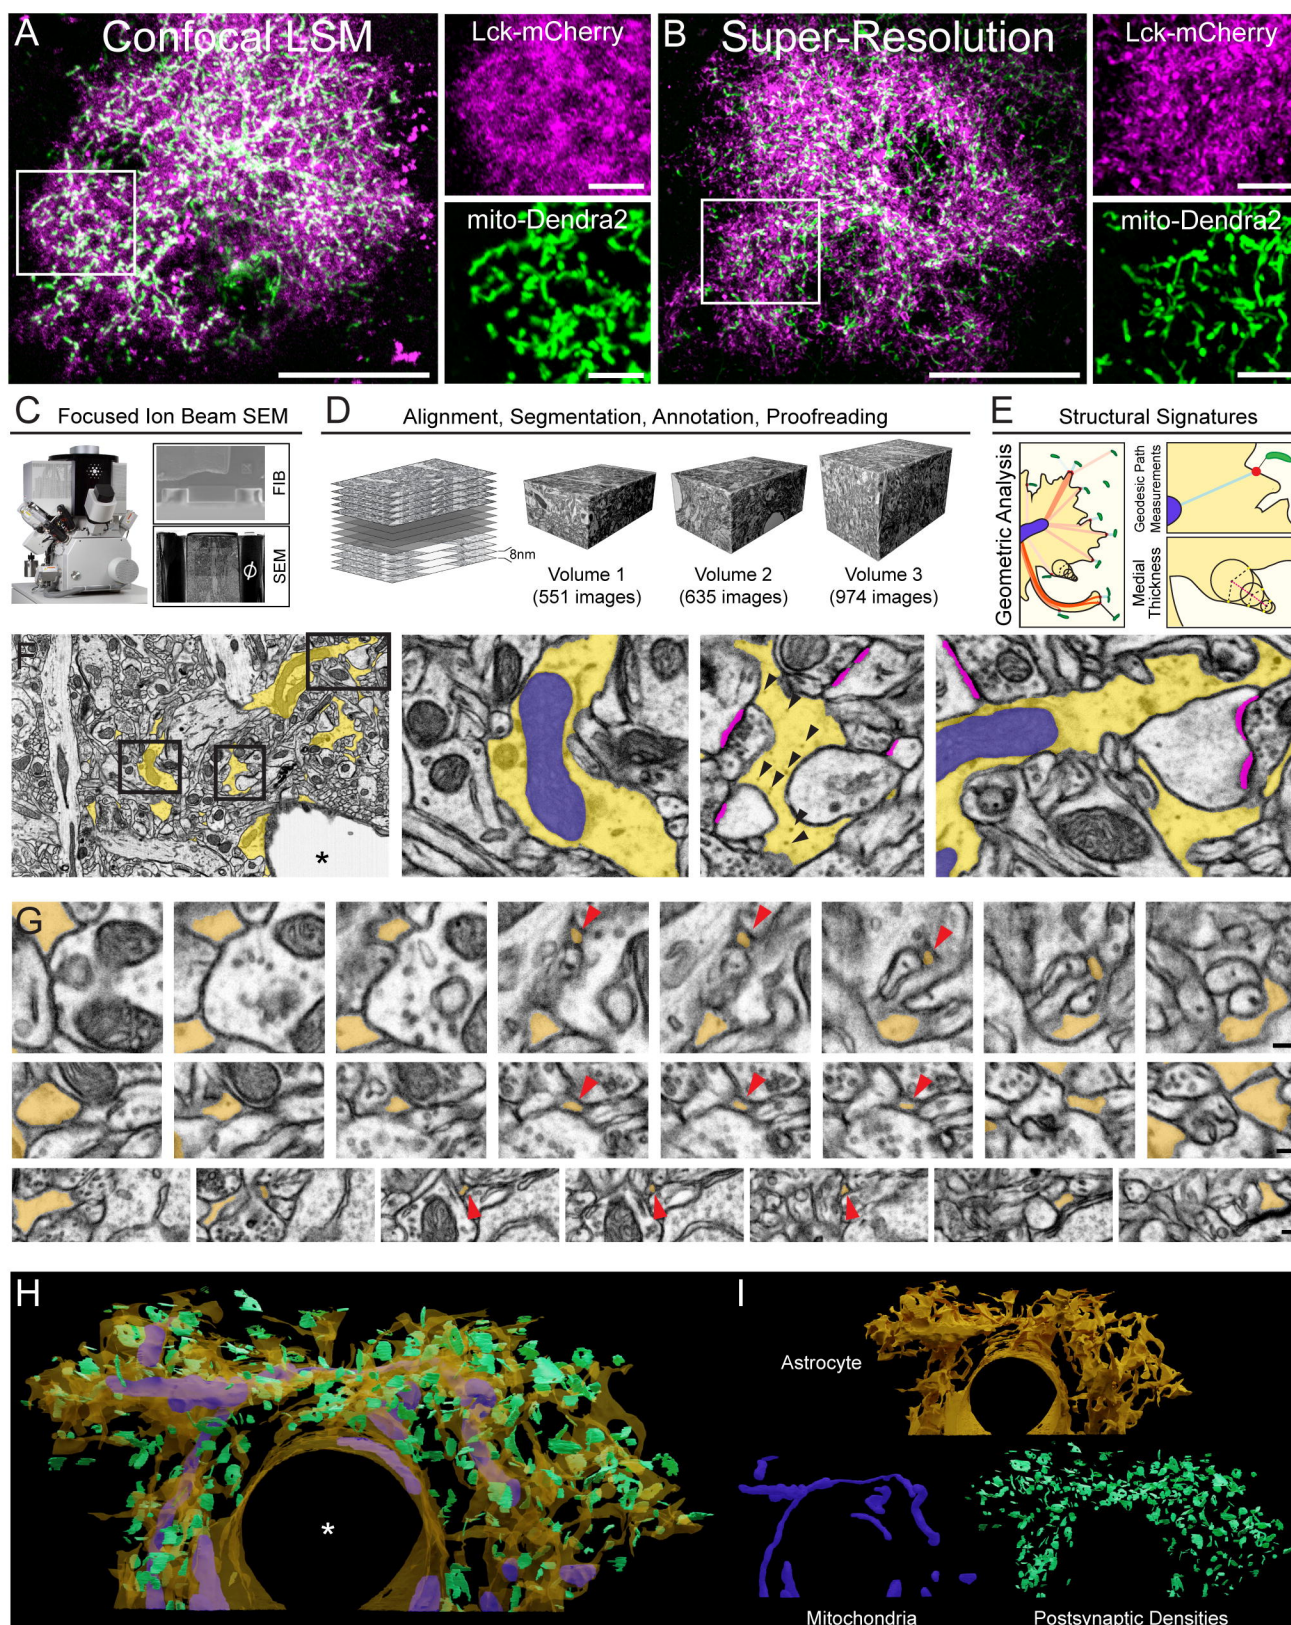 A
Confocal LSM
Lck-mCherry
mito-Dendra2
B
Super-Resolution
Lck-mCherry
mito-Dendra2
C
Focused Ion Beam SEM
FIB
SEM
D
Alignment, Segmentation, Annotation, Proofreading
8nm
Volume 1
(551 images)
Volume 2
(635 images)
Volume 3
(974 images)
E
Structural Signatures
Geometric Analysis
Geodesic Path
Measurements
Medial
Thickness
F
*
G
H
*
I
Astrocyte
Mitochondria
Postsynaptic Densities